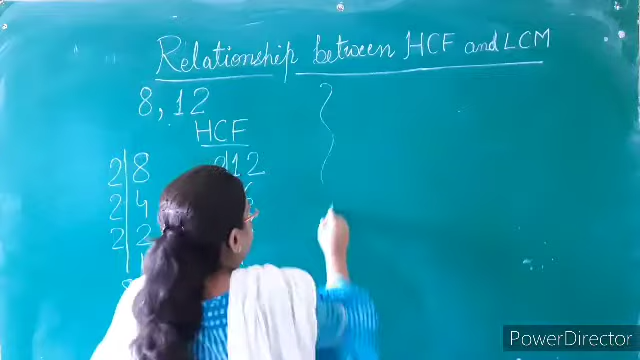 Relationship between HCF and LCM
8, 12
HCF
2 8
12
2 4
2 2
PowerDirector